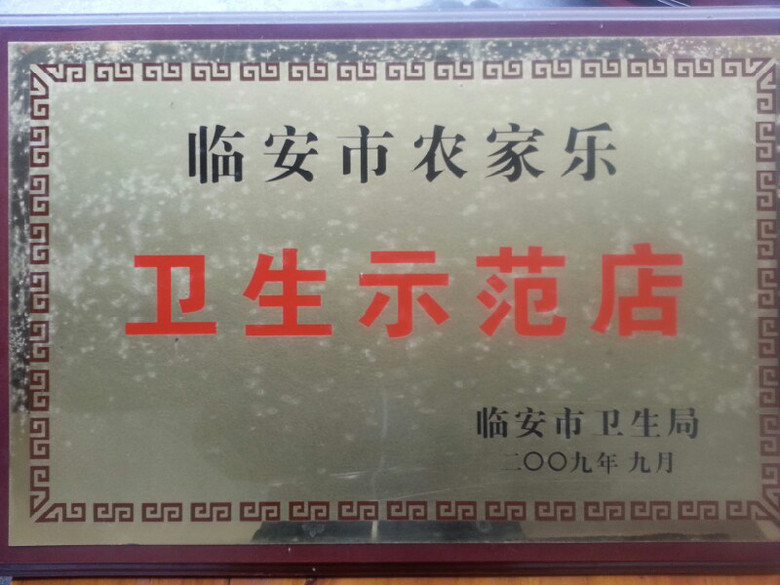 临安市农家乐
卫生示范店
临安市卫生局
二〇〇九年九月